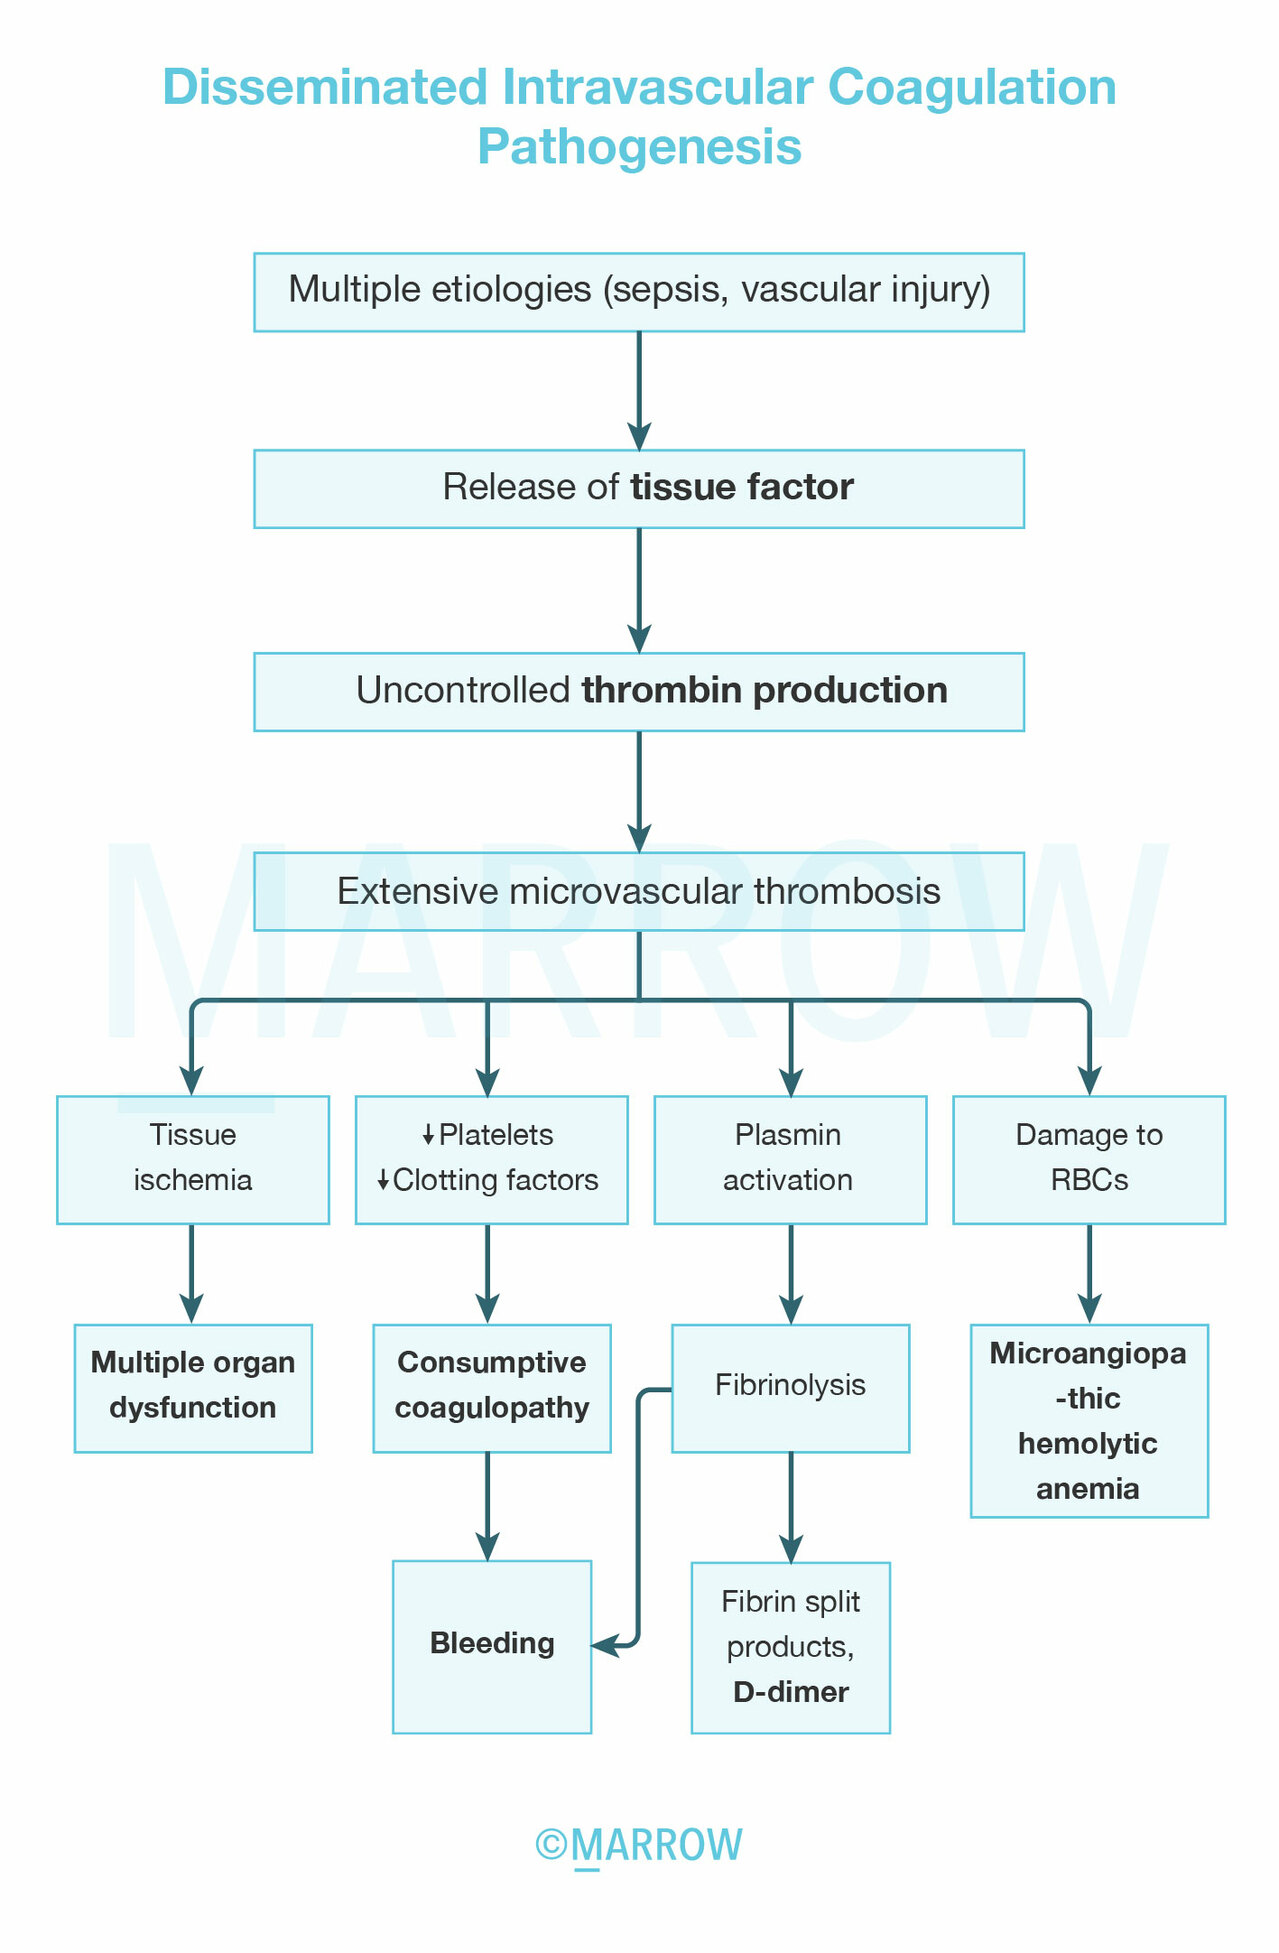 Disseminated Intravascular Coagulation
Pathogenesis
Multiple etiologies (sepsis, vascular injury)
Release of tissue factor
Uncontrolled thrombin production
MARROW
Extensive microvascular thrombosis
Tissue
ischemia
↓Platelets
↓Clotting factors
Plasmin
activation
Damage to
RBCs
Multiple organ
dysfunction
Consumptive
coagulopathy
Fibrinolysis
Microangiopa
-thic
hemolytic
anemia
Bleeding
Fibrin split
products,
D-dimer
©MARROW